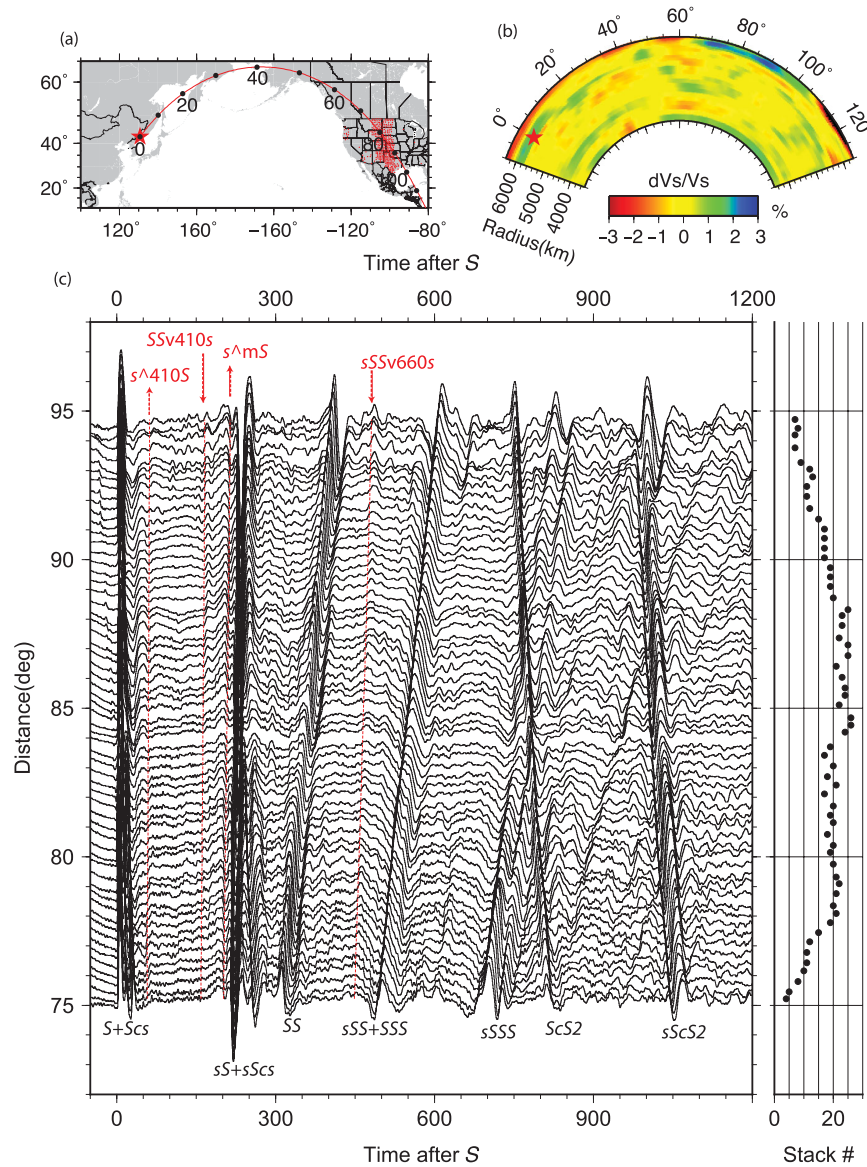 (a)
60°
40°
20°
0
20
40
60
80
00
120°
160°
−160°
−120°
−80°
(b)
0°
20°
40°
60°
80°
100°
120
6000
5000
4000
Radius(km)
dVs/Vs
%
−3 −2 −1 0 1 2 3
(c)
Time after S
0 300 600 900 1200
s^410S
SSv410s
s^mS
sSSv660s
95
90
85
80
75
Distance(deg)
S+Scs
sS+sScs
SS
sSS+SSS
sSSS
ScS2
sScS2
0 300 600 900
Time after S
0 20
Stack #